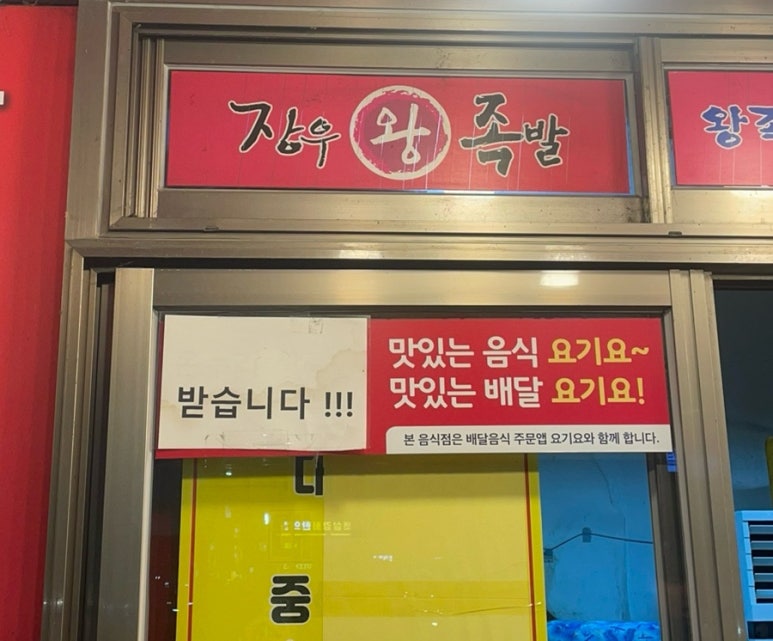 장우 왕 족발
왕족
받습니다 !!!
맛있는 음식 요기요~
맛있는 배달 요기요!
본 음식점은 배달음식 주문앱 요기요와 함께 합니다.
다
중